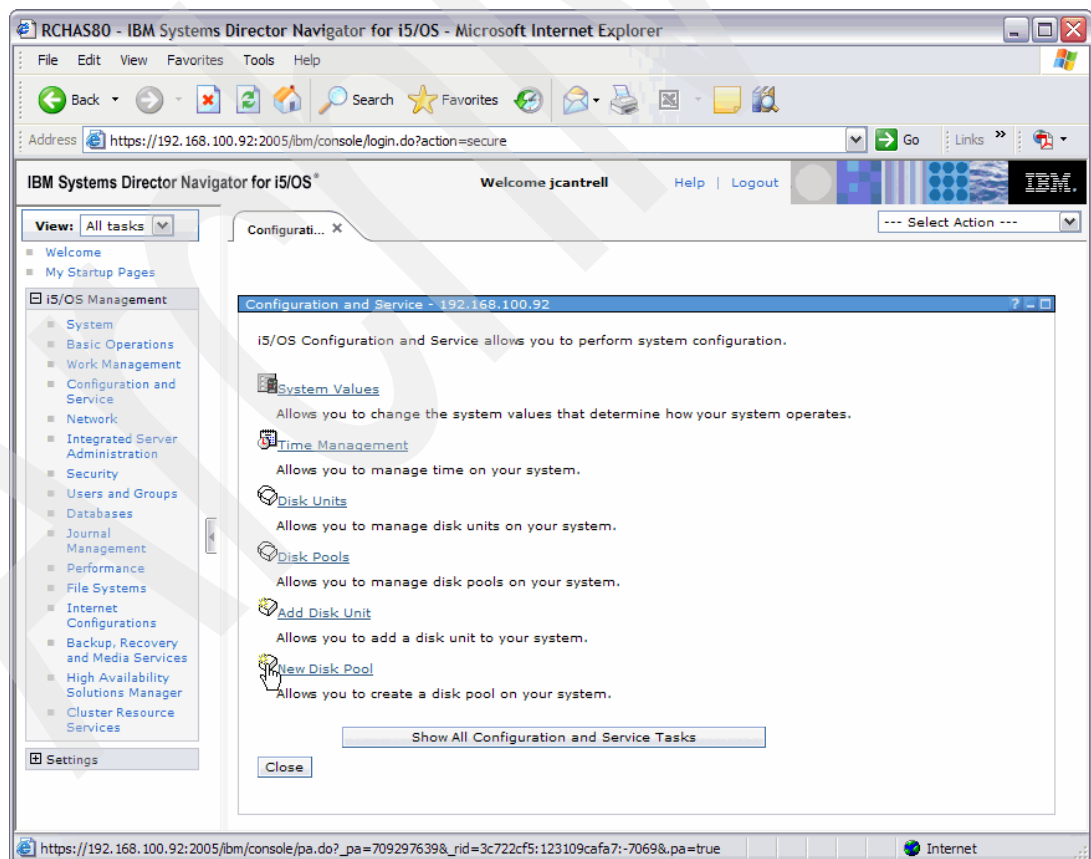 RCHAS80 - IBM Systems Director Navigator for i5/OS - Microsoft Internet Explorer
File Edit View Favorites Tools Help
Back Search Favorites
Address https://192.168.100.92:2005/ibm/console/login.do?action=secure Go Links »
IBM Systems Director Navigator for i5/OS® Welcome jcantrell Help | Logout IBM.
View: All tasks
Configurati... X
--- Select Action ---
Welcome
My Startup Pages
i5/OS Management
System
Basic Operations
Work Management
Configuration and
Service
Network
Integrated Server
Administration
Security
Users and Groups
Databases
Journal
Management
Performance
File Systems
Internet
Configurations
Backup, Recovery
and Media Services
High Availability
Solutions Manager
Cluster Resource
Services
Settings
Configuration and Service - 192.168.100.92 ?
i5/OS Configuration and Service allows you to perform system configuration.
System Values
Allows you to change the system values that determine how your system operates.
Time Management
Allows you to manage time on your system.
Disk Units
Allows you to manage disk units on your system.
Disk Pools
Allows you to manage disk pools on your system.
Add Disk Unit
Allows you to add a disk unit to your system.
New Disk Pool
Allows you to create a disk pool on your system.
Show All Configuration and Service Tasks
Close
https://192.168.100.92:2005/ibm/console/pa.do?_pa=709297639&_rid=3c722cf5:123109cafa7:-7069&.pa=true Internet